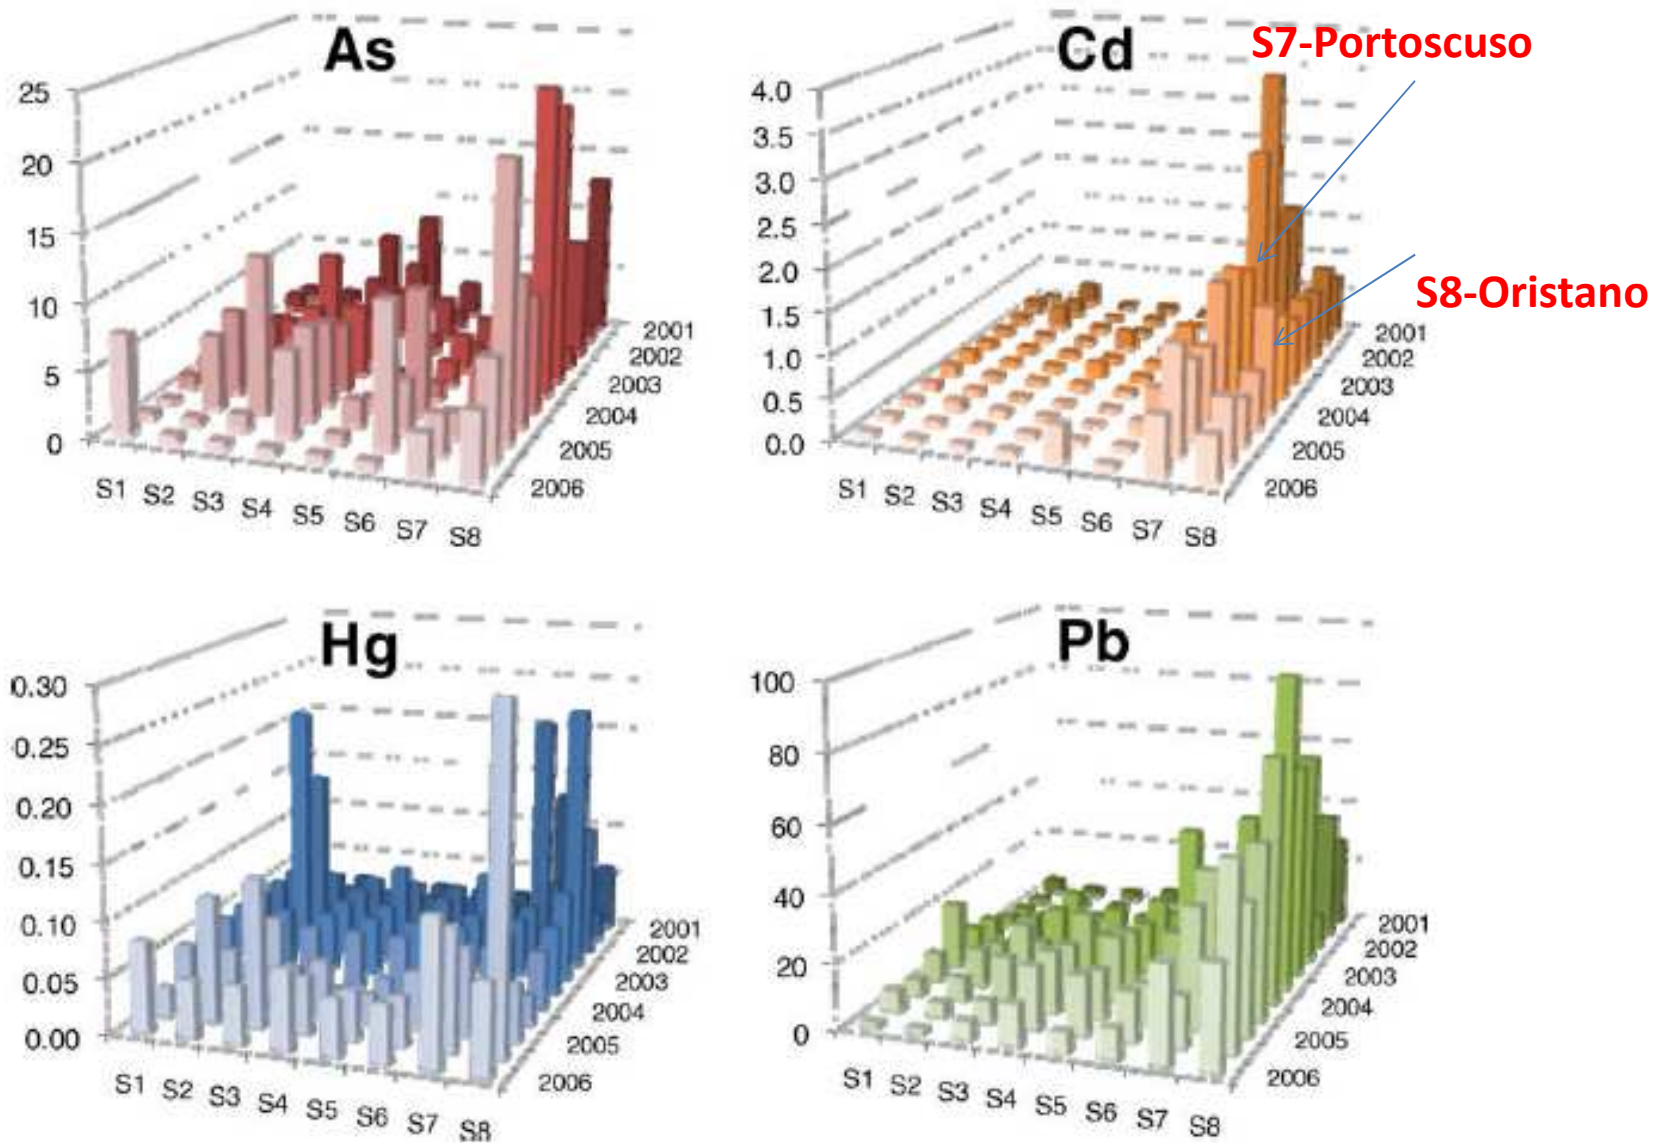 As
25
20
15
10
5
0
S1
S2
S3
S4
S5
S6
S7
S8
2001
2002
2003
2004
2005
2006
Cd
S7-Portoscuso
S8-Oristano
4.0
3.5
3.0
2.5
2.0
1.5
1.0
0.5
0.0
S1
S2
S3
S4
S5
S6
S7
S8
2001
2002
2003
2004
2005
2006
Hg
0.30
0.25
0.20
0.15
0.10
0.05
0.00
S1
S2
S3
S4
S5
S6
S7
S8
2001
2002
2003
2004
2005
2006
Pb
100
80
60
40
20
0
S1
S2
S3
S4
S5
S6
S7
S8
2001
2002
2003
2004
2005
2006